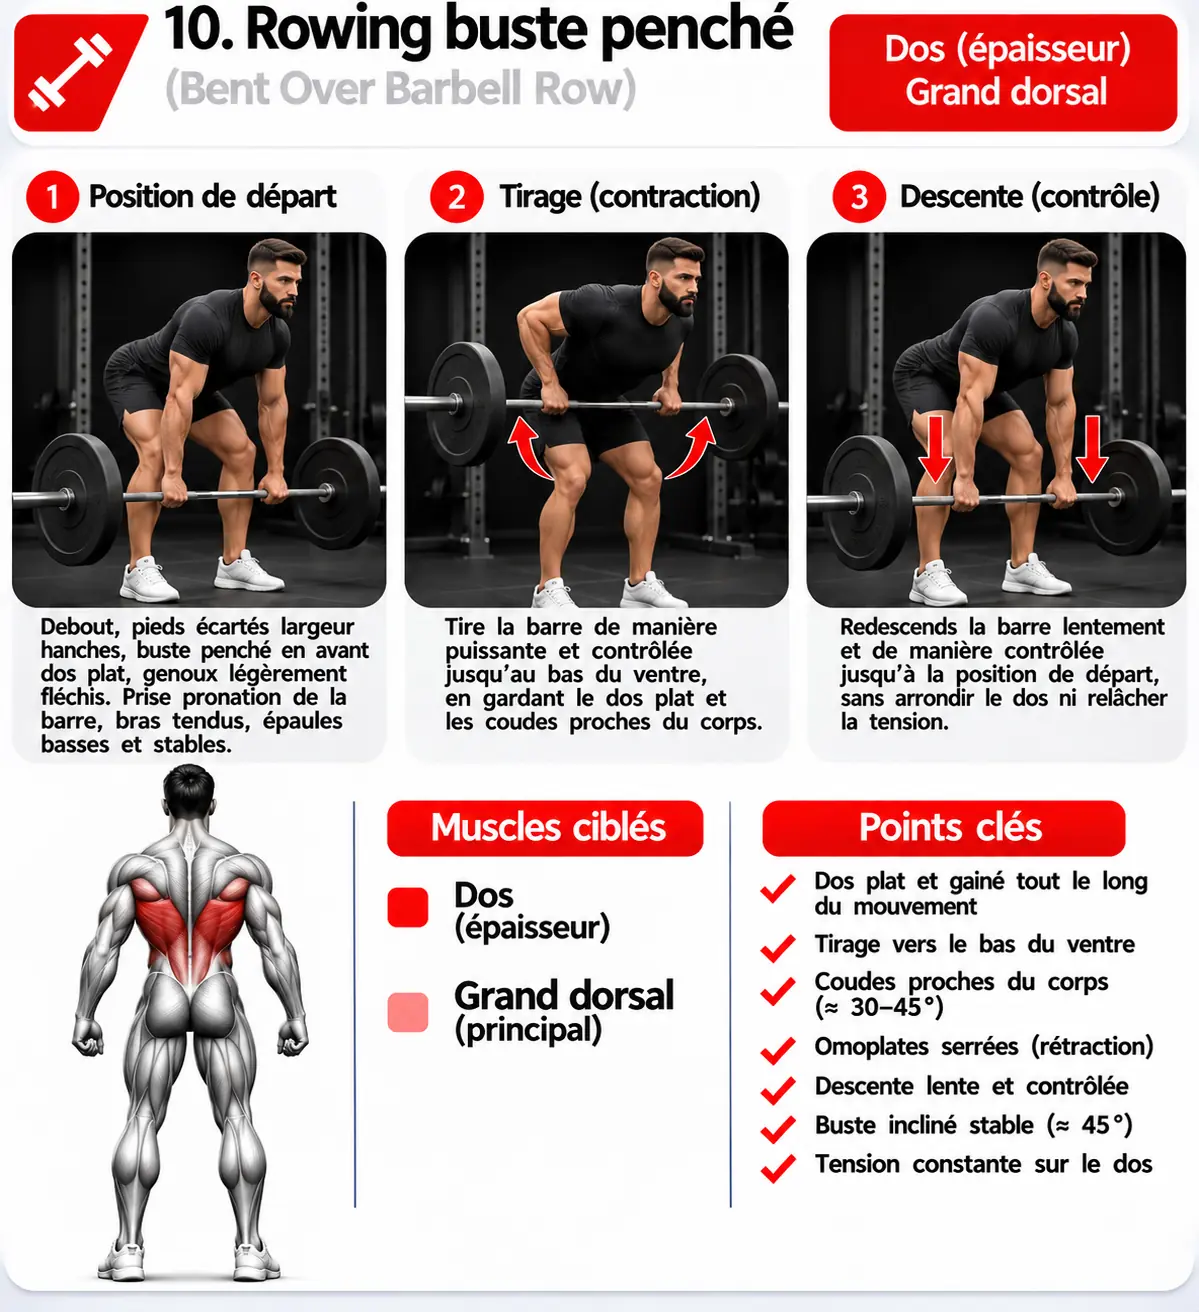 10. Rowing buste penché
(Bent Over Barbell Row)
Dos (épaisseur)
Grand dorsal
1 Position de départ
Debout, pieds écartés largeur
hanches, buste penché en avant
dos plat, genoux légèrement
fléchis. Prise pronation de la
barre, bras tendus, épaules
basses et stables.
2 Tirage (contraction)
Tire la barre de manière
puissante et contrôlée
jusqu'au bas du ventre,
en gardant le dos plat et
les coudes proches du corps.
3 Descente (contrôle)
Redescends la barre lentement
et de manière contrôlée
jusqu'à la position de départ,
sans arrondir le dos ni relâcher
la tension.
Muscles ciblés
Dos
(épaisseur)
Grand dorsal
(principal)
Points clés
Dos plat et gainé tout le long
du mouvement
Tirage vers le bas du ventre
Coudes proches du corps
(≈ 30–45°)
Omoplates serrées (rétraction)
Descente lente et contrôlée
Buste incliné stable (≈ 45°)
Tension constante sur le dos